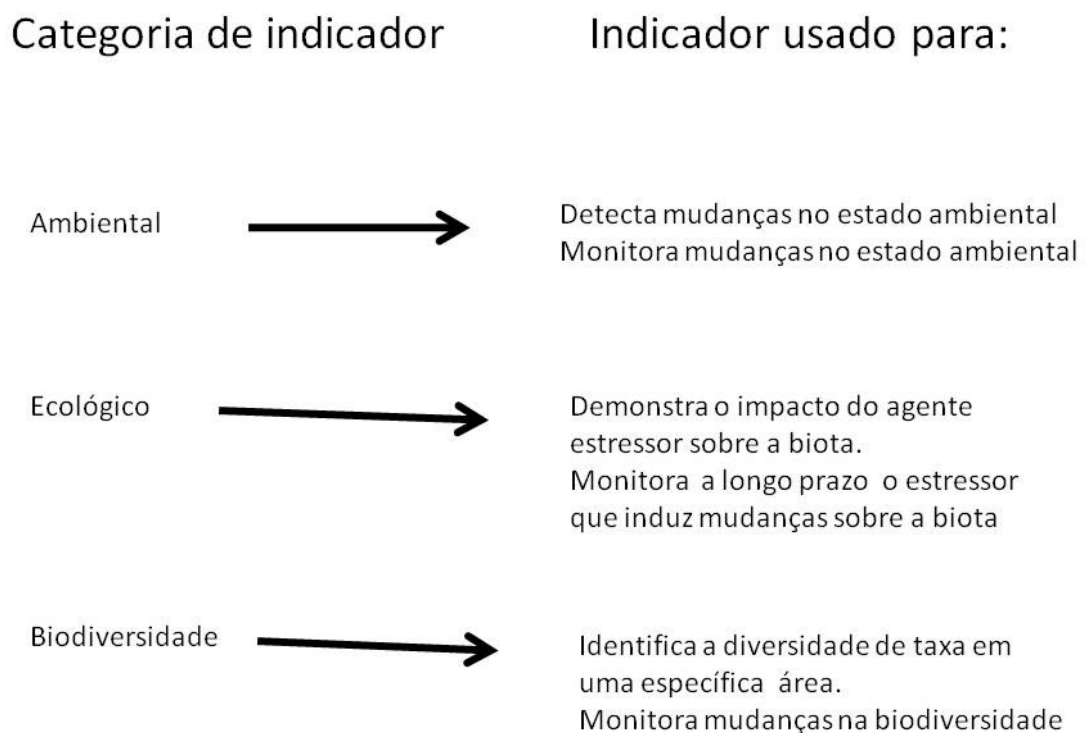 Categoria de indicador
Indicador usado para:
Ambiental
Detecta mudanças no estado ambiental
Monitora mudanças no estado ambiental
Ecológico
Demonstra o impacto do agente
estressor sobre a biota.
Monitora a longo prazo o estressor
que induz mudanças sobre a biota
Biodiversidade
Identifica a diversidade de taxa em
uma específica área.
Monitora mudanças na biodiversidade